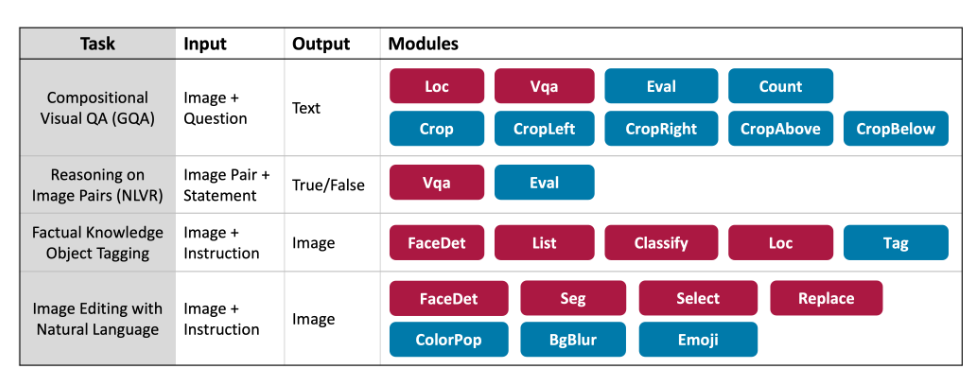 Task Input Output Modules
Compositional
Visual QA (GQA)
Image +
Question
Text
Loc Vqa Eval Count
Crop CropLeft CropRight CropAbove CropBelow
Reasoning on
Image Pairs (NLVR)
Image Pair +
Statement
True/False
Vqa Eval
Factual Knowledge
Object Tagging
Image +
Instruction
Image
FaceDet List Classify Loc Tag
Image Editing with
Natural Language
Image +
Instruction
Image
FaceDet Seg Select Replace
ColorPop BgBlur Emoji